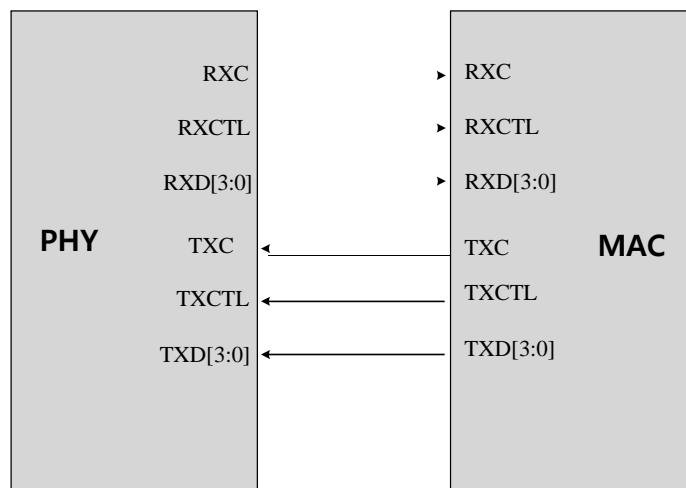 RXC RXC
RXCTL RXCTL
RXD[3:0] RXD[3:0]
PHY TXC TXC MAC
TXCTL TXCTL
TXD[3:0] TXD[3:0]